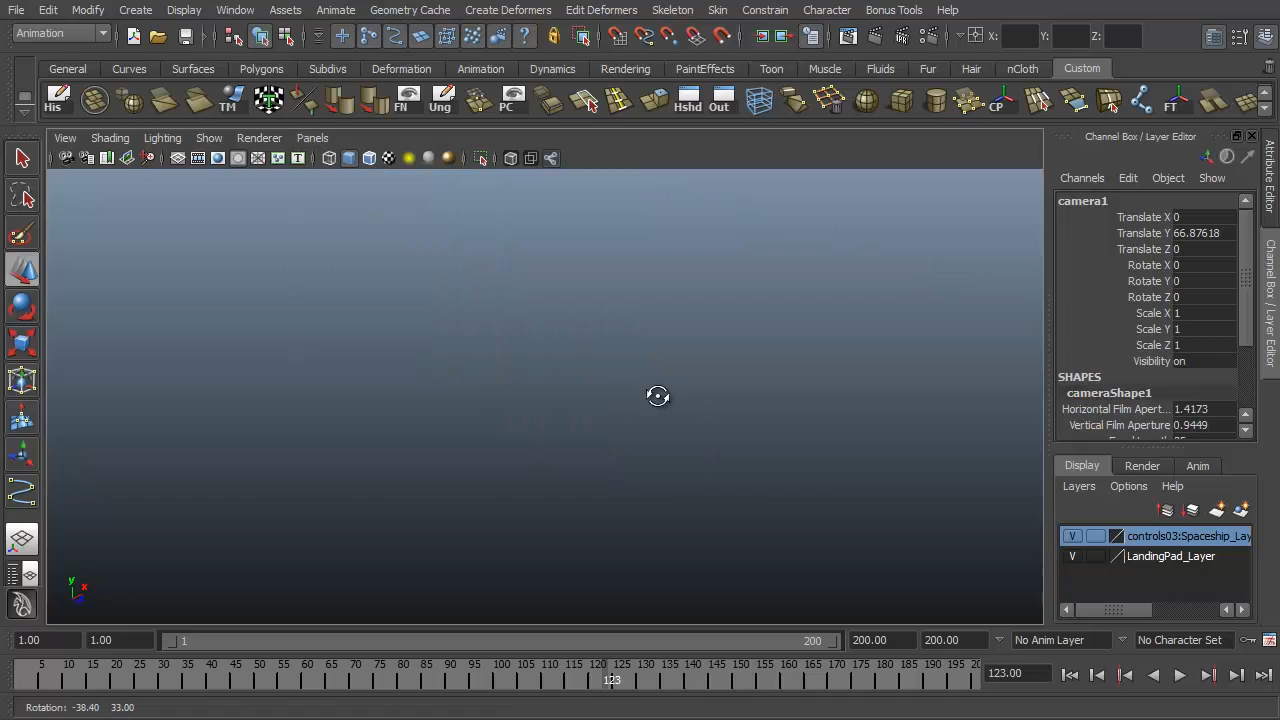 File Edit Modify Create Display Window Assets Animate Geometry Cache Create Deformers Edit Deformers Skeleton Skin Constrain Character Bonus Tools Help
Animation X: Y: Z:
General Curves Surfaces Polygons Subdivs Deformation Animation Dynamics Rendering PaintEffects Toon Muscle Fluids Fur Hair nCloth Custom
His TM FN Ung PC Hshd Out CP FT
View Shading Lighting Show Renderer Panels
Channel Box / Layer Editor
Channels Edit Object Show
camera1
Translate X 0
Translate Y 66.87618
Translate Z 0
Rotate X 0
Rotate Y 0
Rotate Z 0
Scale X 1
Scale Y 1
Scale Z 1
Visibility on
SHAPES
cameraShape1
Horizontal Film Apert... 1.4173
Vertical Film Aperture 0.9449
Attribute Editor
Channel Box / Layer Editor
Display Render Anim
Layers Options Help
V controls03:Spaceship_Lay
V LandingPad_Layer
y x
1.00 1.00 1 200 200.00 200.00 No Anim Layer No Character Set
5 10 15 20 25 30 35 40 45 50 55 60 65 70 75 80 85 90 95 100 105 110 115 120 125 130 135 140 145 150 155 160 165 170 175 180 185 190 195 20
123 123.00
Rotation: -38.40 33.00